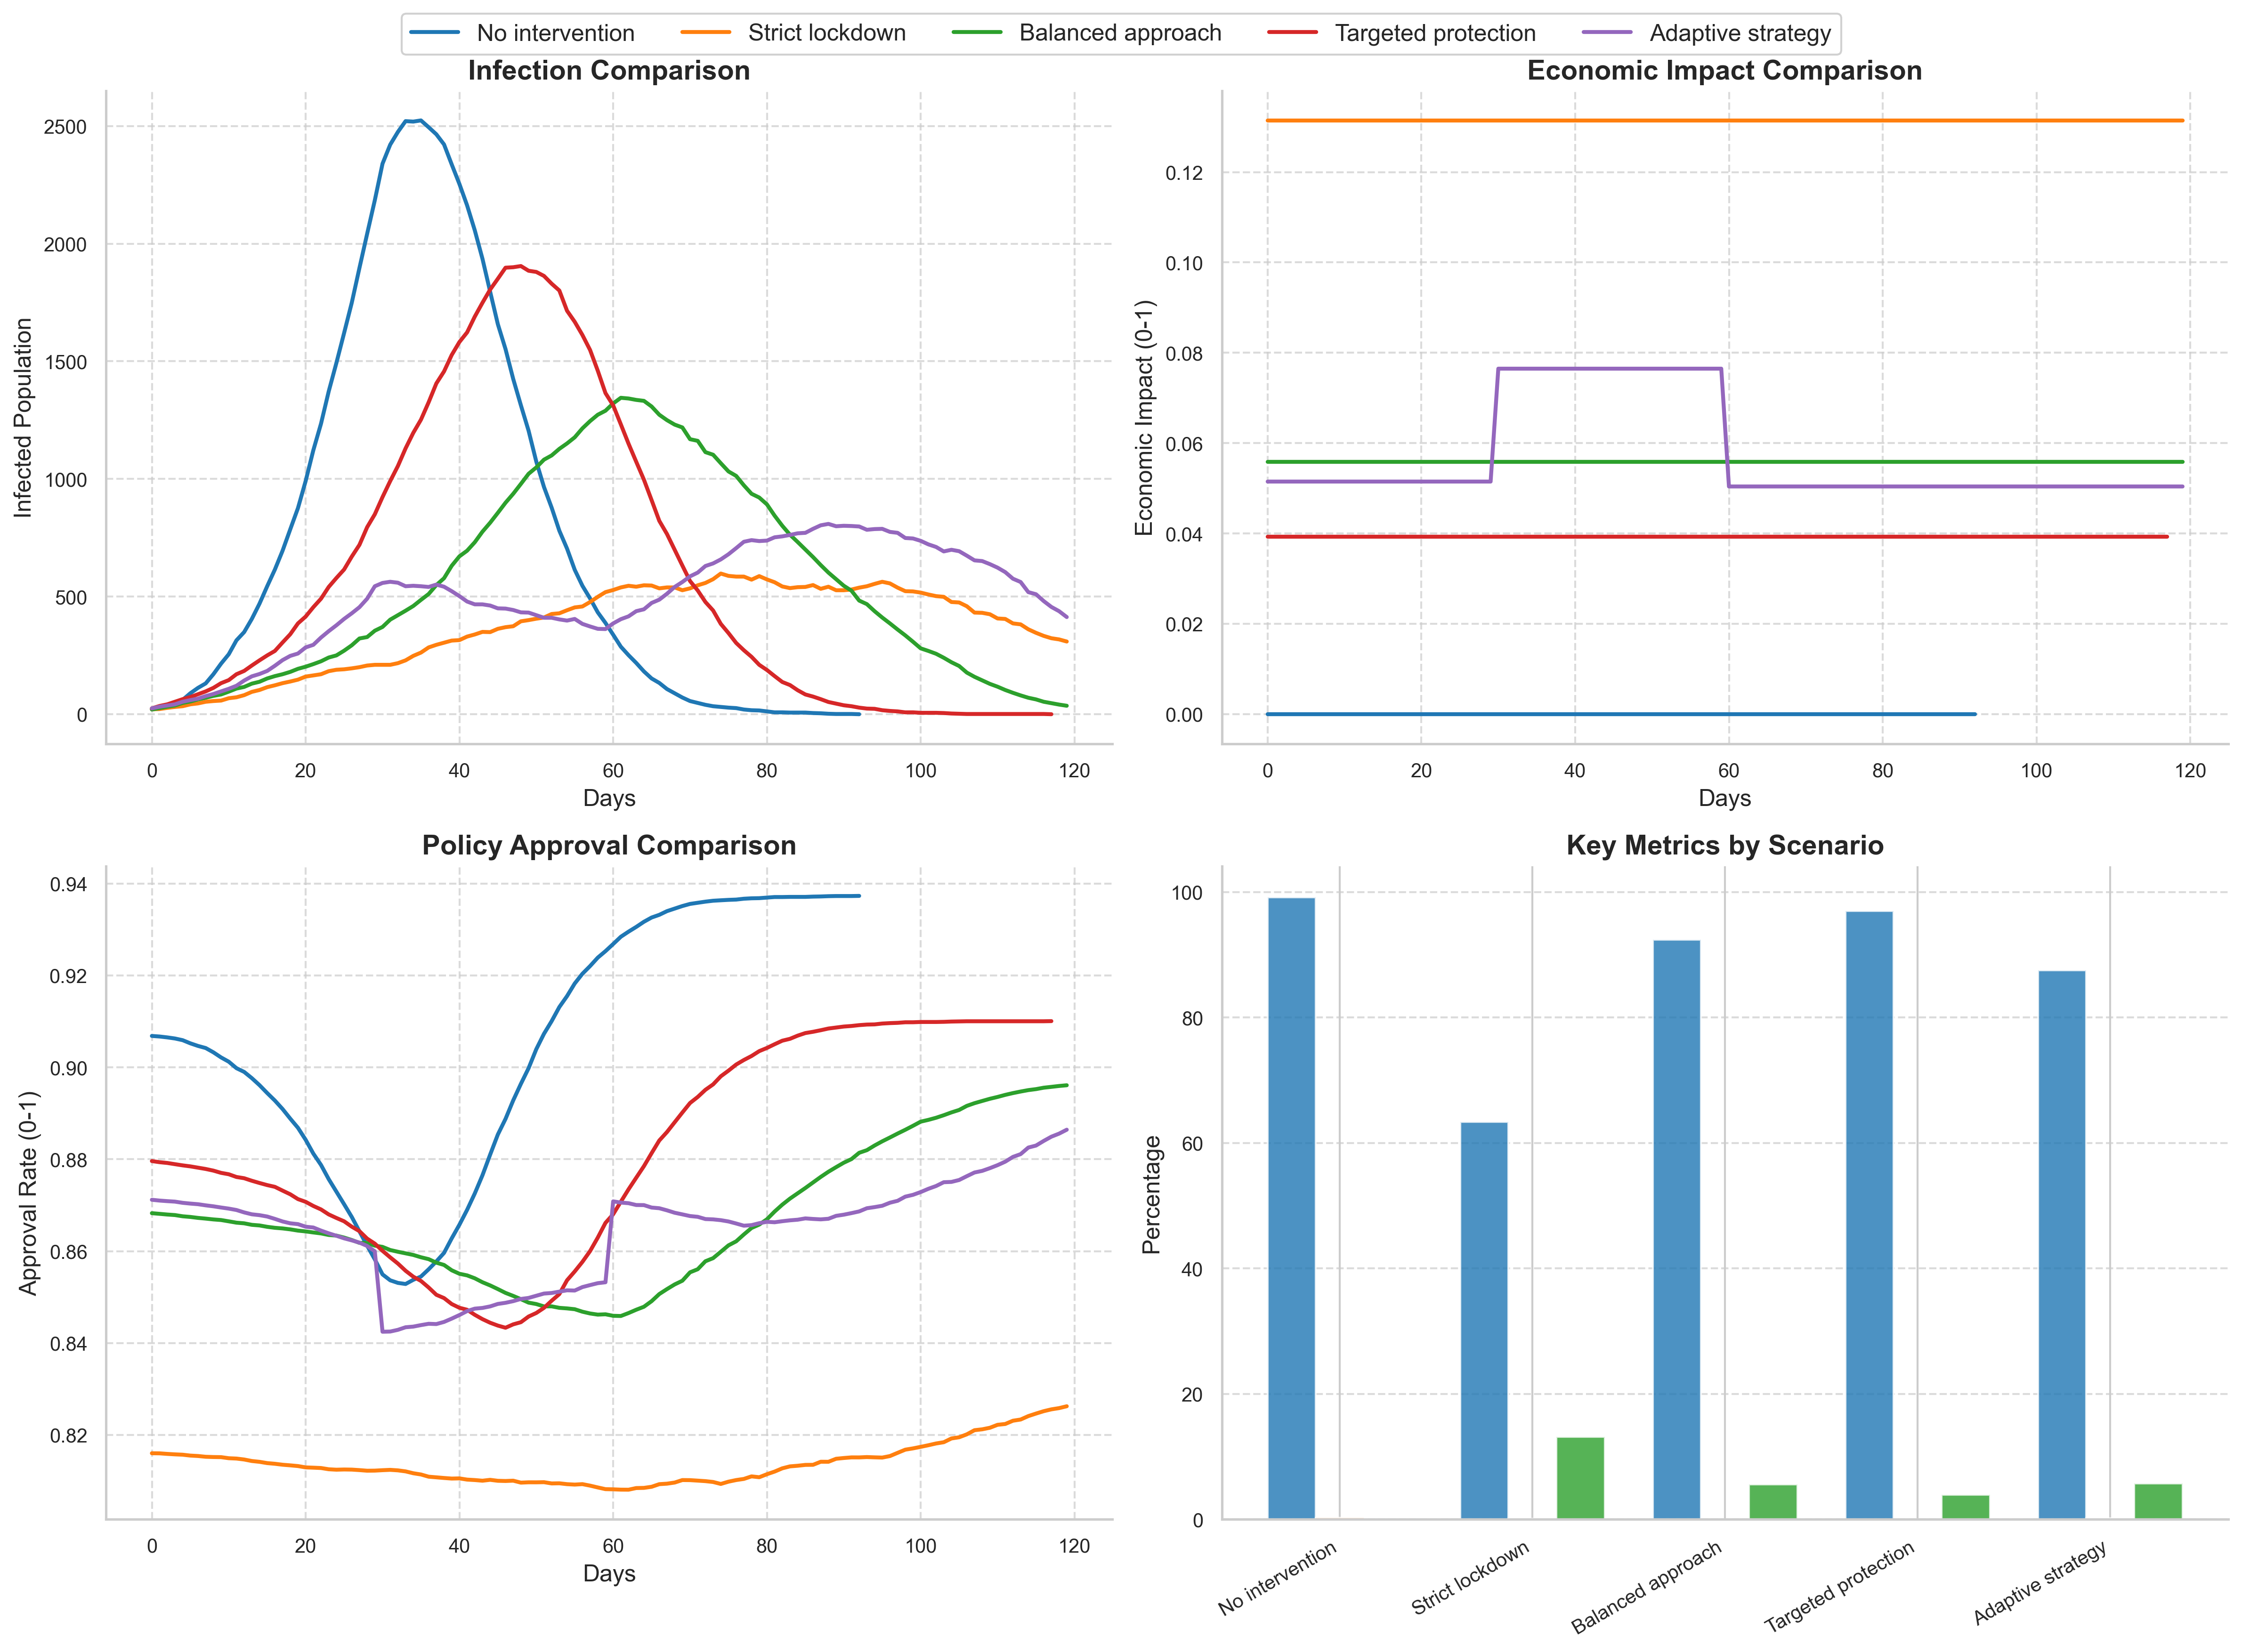 No intervention Strict lockdown Balanced approach Targeted protection Adaptive strategy
Infection Comparison
Infected Population
2500
2000
1500
1000
500
0
0 20 40 60 80 100 120
Days
Economic Impact Comparison
Economic Impact (0-1)
0.12
0.10
0.08
0.06
0.04
0.02
0.00
0 20 40 60 80 100 120
Days
Policy Approval Comparison
Approval Rate (0-1)
0.94
0.92
0.90
0.88
0.86
0.84
0.82
0 20 40 60 80 100 120
Days
Key Metrics by Scenario
Percentage
100
80
60
40
20
0
No intervention
Strict lockdown
Balanced approach
Targeted protection
Adaptive strategy